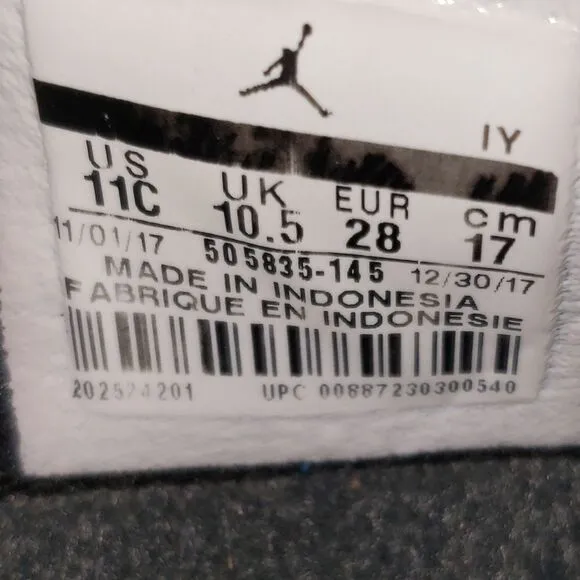 IY
US UK EUR cm
11C 10.5 28 17
11/01/17 505835-145 12/30/17
MADE IN INDONESIA
FABRIQUE EN INDONESIE
202524201 UPC 00887230300540